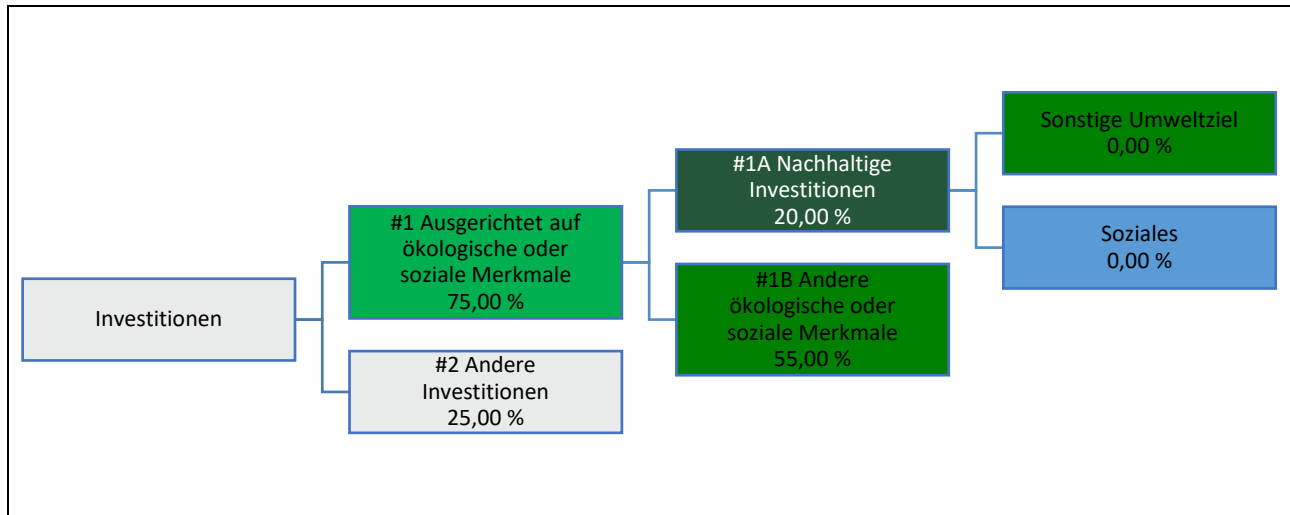 Investitionen
#1 Ausgerichtet auf
ökologische oder
soziale Merkmale
75,00 %
#2 Andere
Investitionen
25,00 %
#1A Nachhaltige
Investitionen
20,00 %
#1B Andere
ökologische oder
soziale Merkmale
55,00 %
Sonstige Umweltziel
0,00 %
Soziales
0,00 %